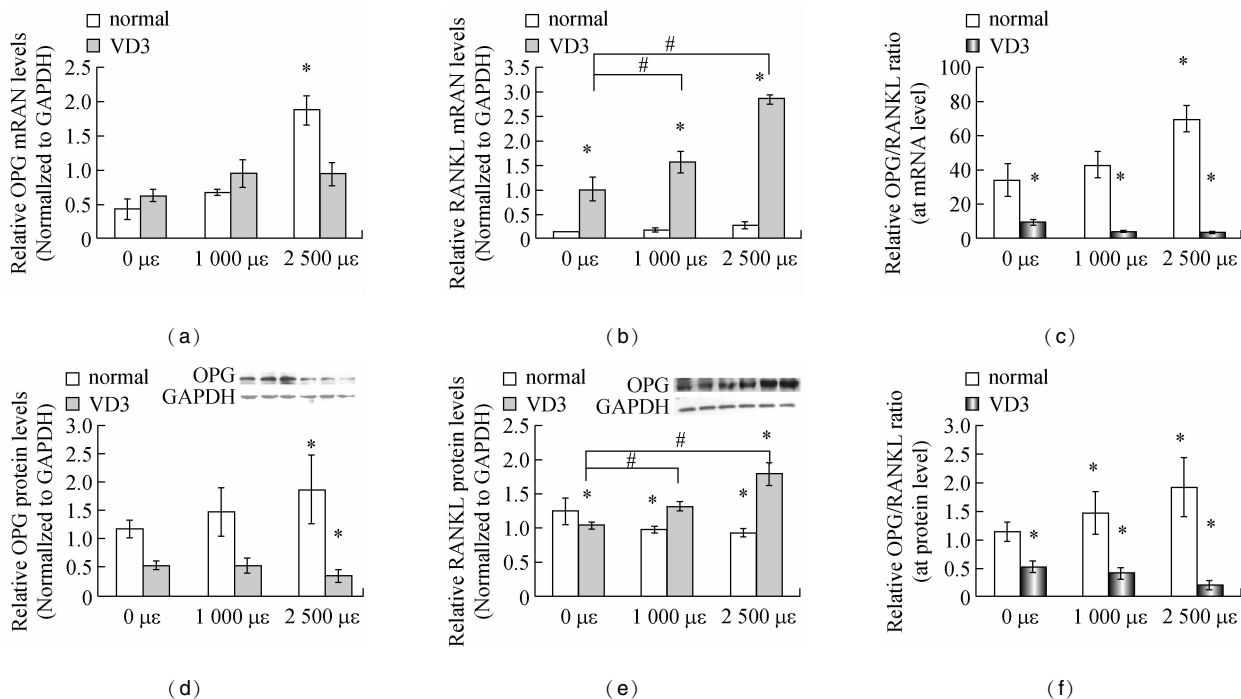 normal
VD3
Relative OPG mRAN levels
(Normalized to GAPDH)
2.5
2.0
1.5
1.0
0.5
0
*
0 με
1 000 με
2 500 με
(a)
normal
VD3
Relative RANKL mRAN levels
(Normalized to GAPDH)
3.5
3.0
2.5
2.0
1.5
1.0
0.5
0
#
#
*
*
*
0 με
1 000 με
2 500 με
(b)
normal
VD3
Relative OPG/RANKL ratio
(at mRNA level)
100
80
60
40
20
0
*
*
*
*
0 με
1 000 με
2 500 με
(c)
normal
VD3
OPG
GAPDH
Relative OPG protein levels
(Normalized to GAPDH)
2.5
2.0
1.5
1.0
0.5
0
*
*
0 με
1 000 με
2 500 με
(d)
normal
VD3
OPG
GAPDH
Relative RANKL protein levels
(Normalized to GAPDH)
2.5
2.0
1.5
1.0
0.5
0
#
#
*
*
*
*
0 με
1 000 με
2 500 με
(e)
normal
VD3
Relative OPG/RANKL ratio
(at protein level)
3.0
2.5
2.0
1.5
1.0
0.5
0
*
*
*
*
*
0 με
1 000 με
2 500 με
(f)